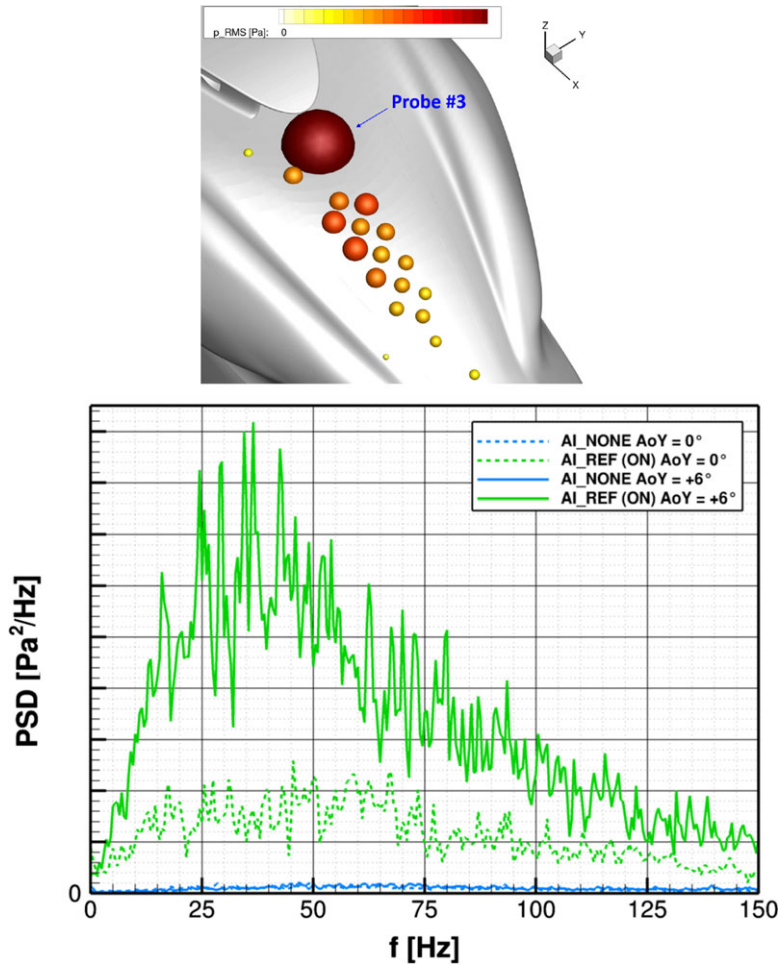 p_RMS [Pa]: 0
Z
Y
X
Probe #3
AI_NONE AoY = 0°
AI_REF (ON) AoY = 0°
AI_NONE AoY = +6°
AI_REF (ON) AoY = +6°
PSD [Pa²/Hz]
0
0 25 50 75 100 125 150
f [Hz]